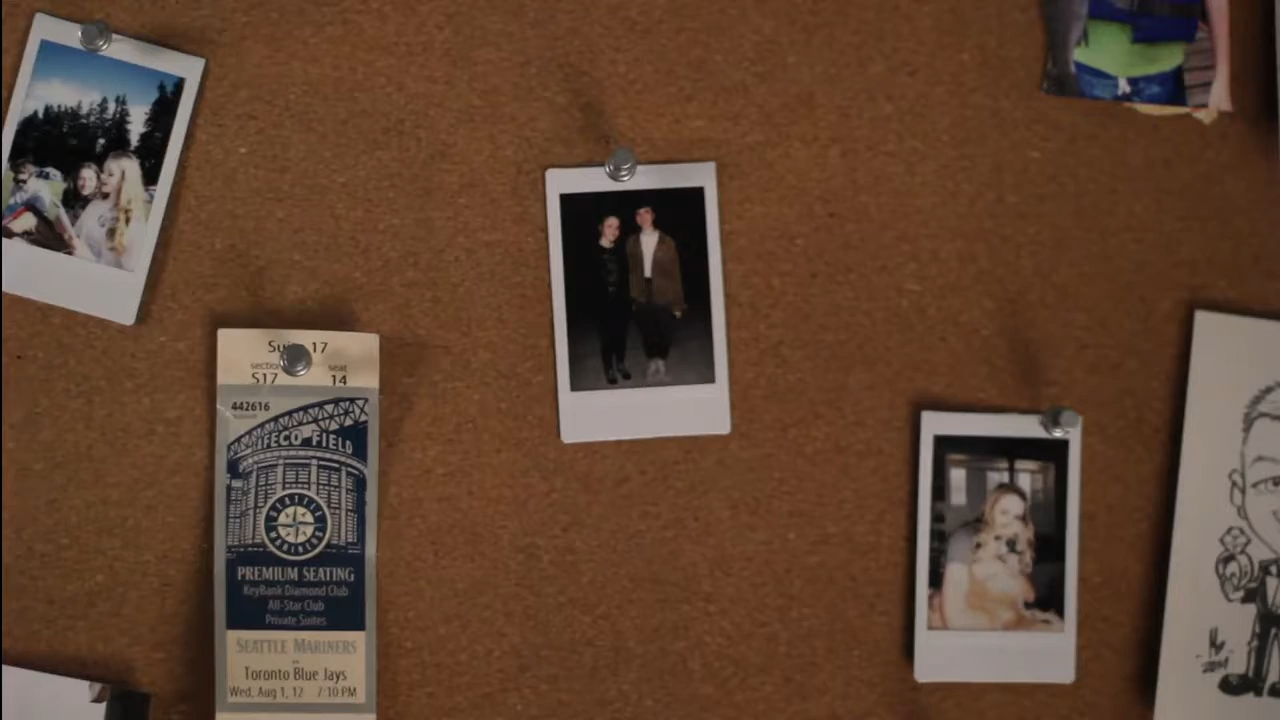 Suite 17
section seat
S17 14
442616
SAFECO FIELD
SEATTLE
MARINERS
PREMIUM SEATING
KeyBank Diamond Club
All-Star Club
Private Suites
SEATTLE MARINERS
vs
Toronto Blue Jays
Wed, Aug 1, 12 7:10 PM
2014